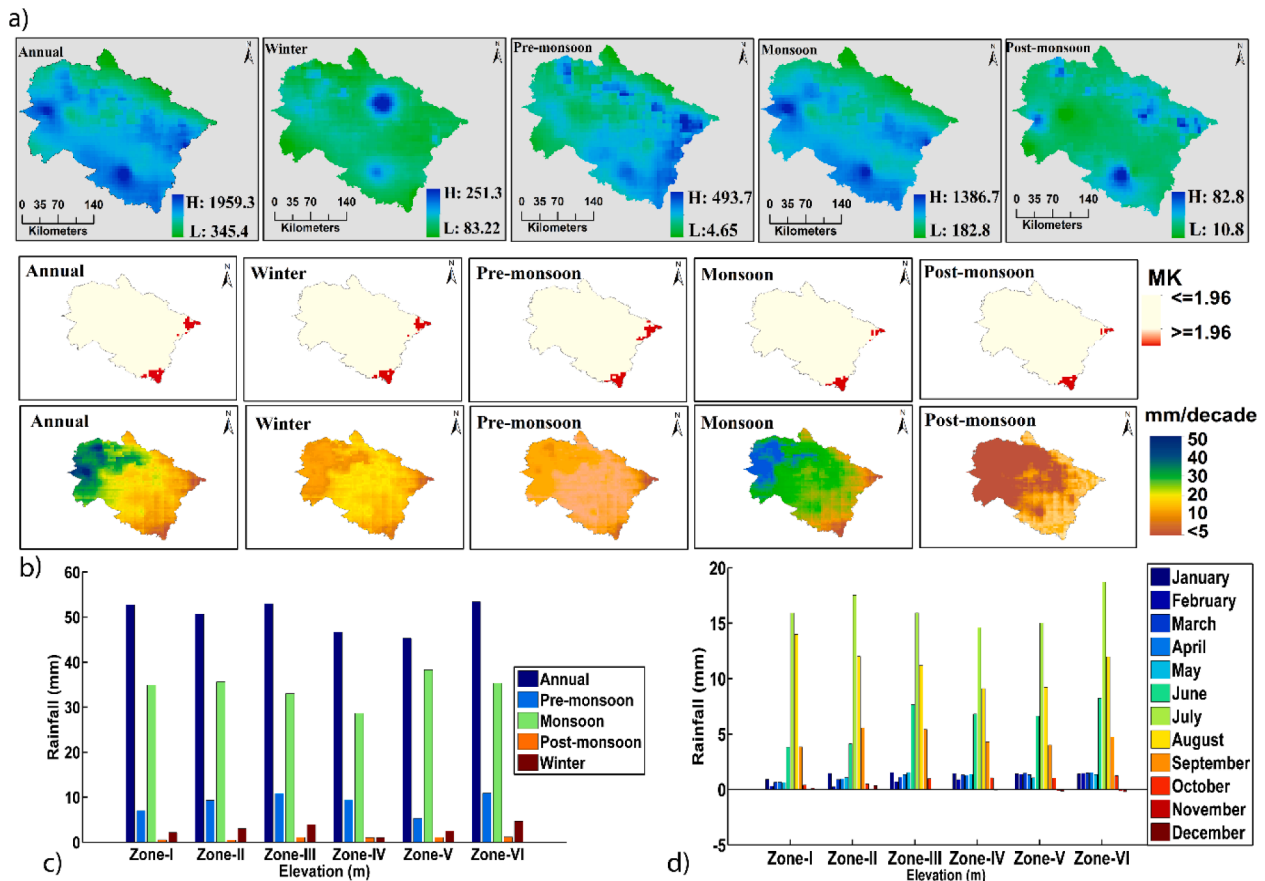 a)
Annual
N
Winter
N
Pre-monsoon
N
Monsoon
N
Post-monsoon
N
H: 1959.3
L: 345.4
0 35 70 140
Kilometers
H: 251.3
L: 83.22
0 35 70 140
Kilometers
H: 493.7
L:4.65
0 35 70 140
Kilometers
H: 1386.7
L: 182.8
0 35 70 140
Kilometers
H: 82.8
L: 10.8
0 35 70 140
Kilometers
Annual
N
Winter
N
Pre-monsoon
N
Monsoon
N
Post-monsoon
N
MK
<=1.96
>=1.96
Annual
N
Winter
N
Pre-monsoon
N
Monsoon
N
Post-monsoon
N
mm/decade
50
40
30
20
10
<5
b)
60
50
40
30
20
10
0
Rainfall (mm)
Annual
Pre-monsoon
Monsoon
Post-monsoon
Winter
Zone-I Zone-II Zone-III Zone-IV Zone-V Zone-VI
Elevation (m)
c)
20
15
10
5
0
-5
Rainfall (mm)
January
February
March
April
May
June
July
August
September
October
November
December
Zone-I Zone-II Zone-III Zone-IV Zone-V Zone-VI
Elevation (m)
d)